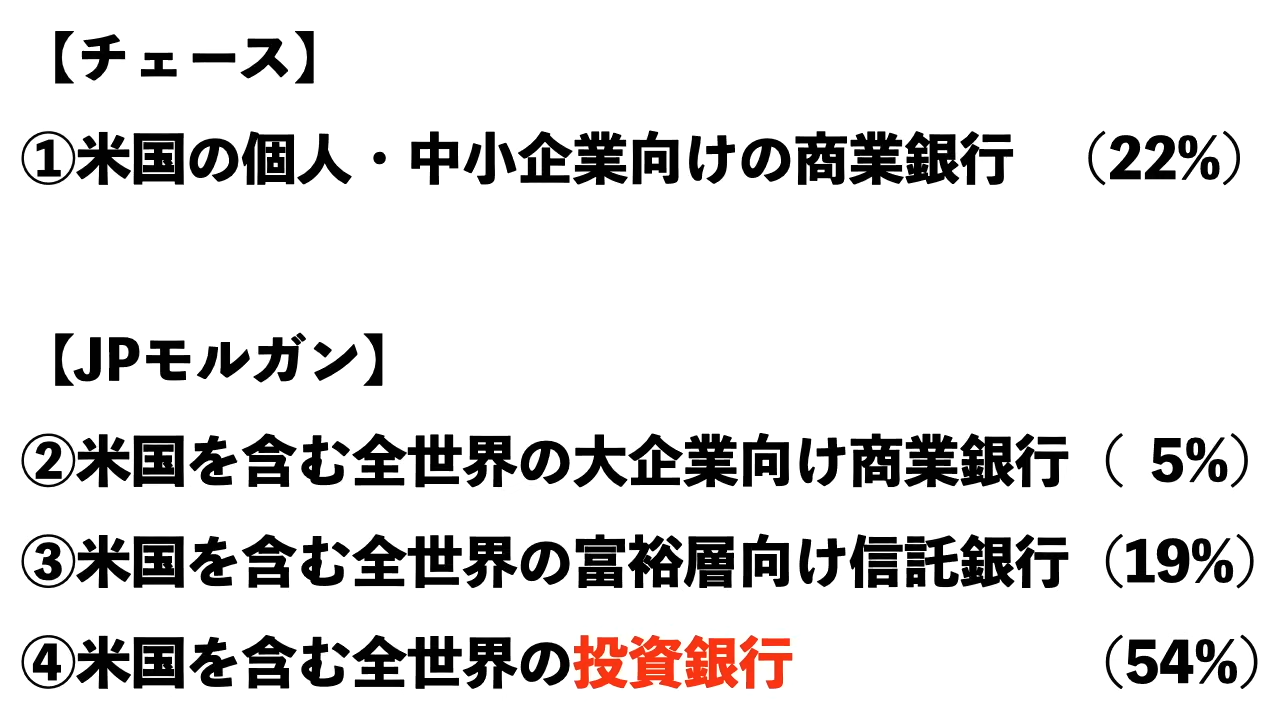 【チェース】
①米国の個人・中小企業向けの商業銀行 （22%）
【JPモルガン】
②米国を含む全世界の大企業向け商業銀行（ 5%）
③米国を含む全世界の富裕層向け信託銀行（19%）
④米国を含む全世界の投資銀行 （54%）